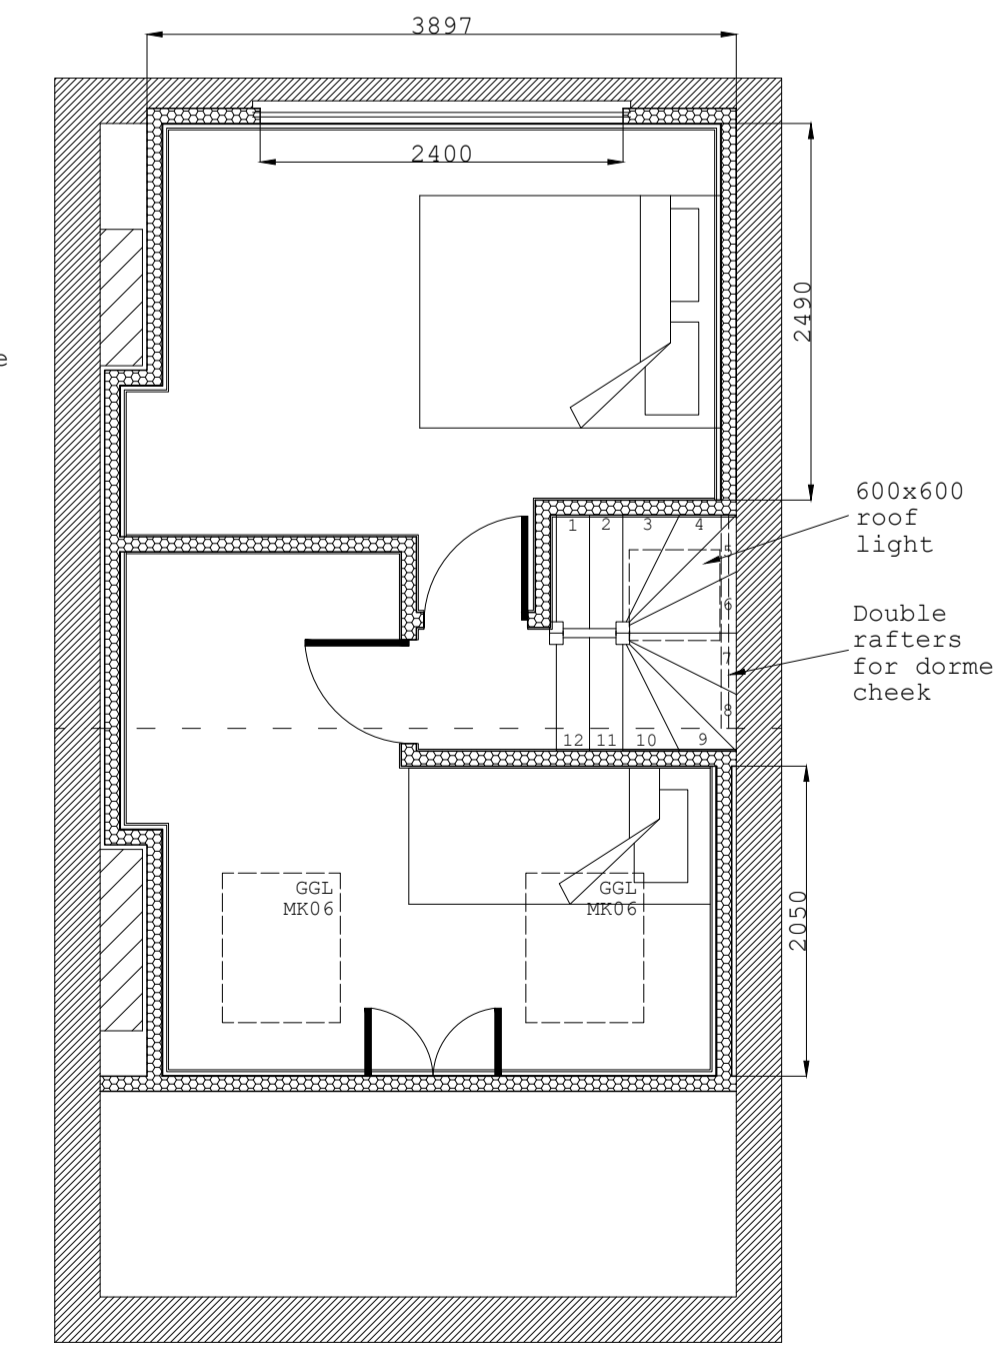 3897
2400
2490
e
600x600
roof
light
1 2 3 4
5
6
7
8
Double
rafters
for dorme
cheek
12 11 10 9
GGL
MK06
GGL
MK06
2050